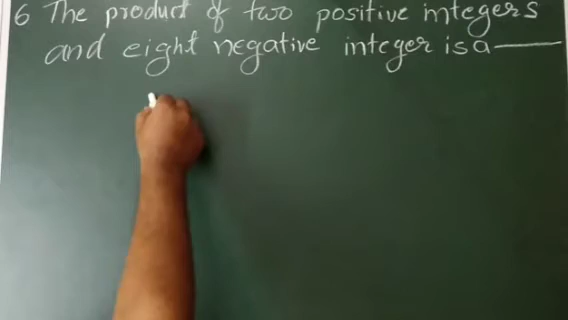 6 The product of two positive integers
and eight negative integer is a ———